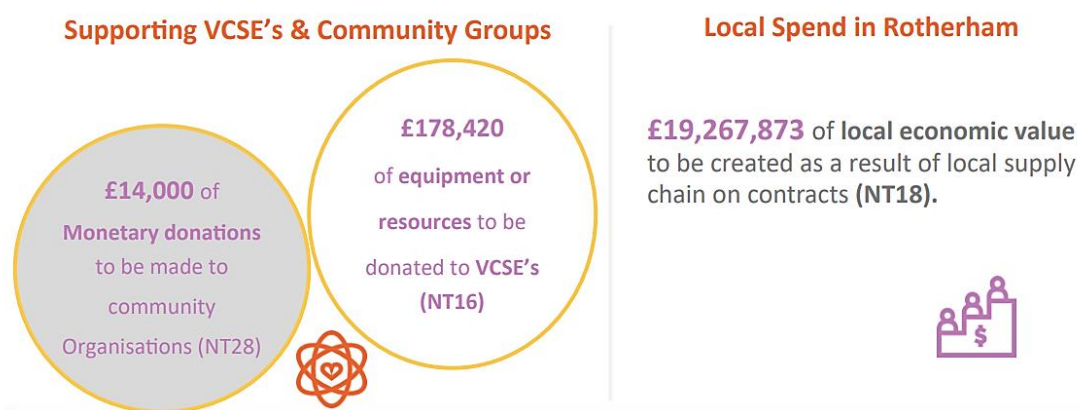 Supporting VCSE's & Community Groups
£14,000 of
Monetary donations
to be made to
community
Organisations (NT28)
£178,420
of equipment or
resources to be
donated to VCSE's
(NT16)
Local Spend in Rotherham
£19,267,873 of local economic value
to be created as a result of local supply
chain on contracts (NT18).
$